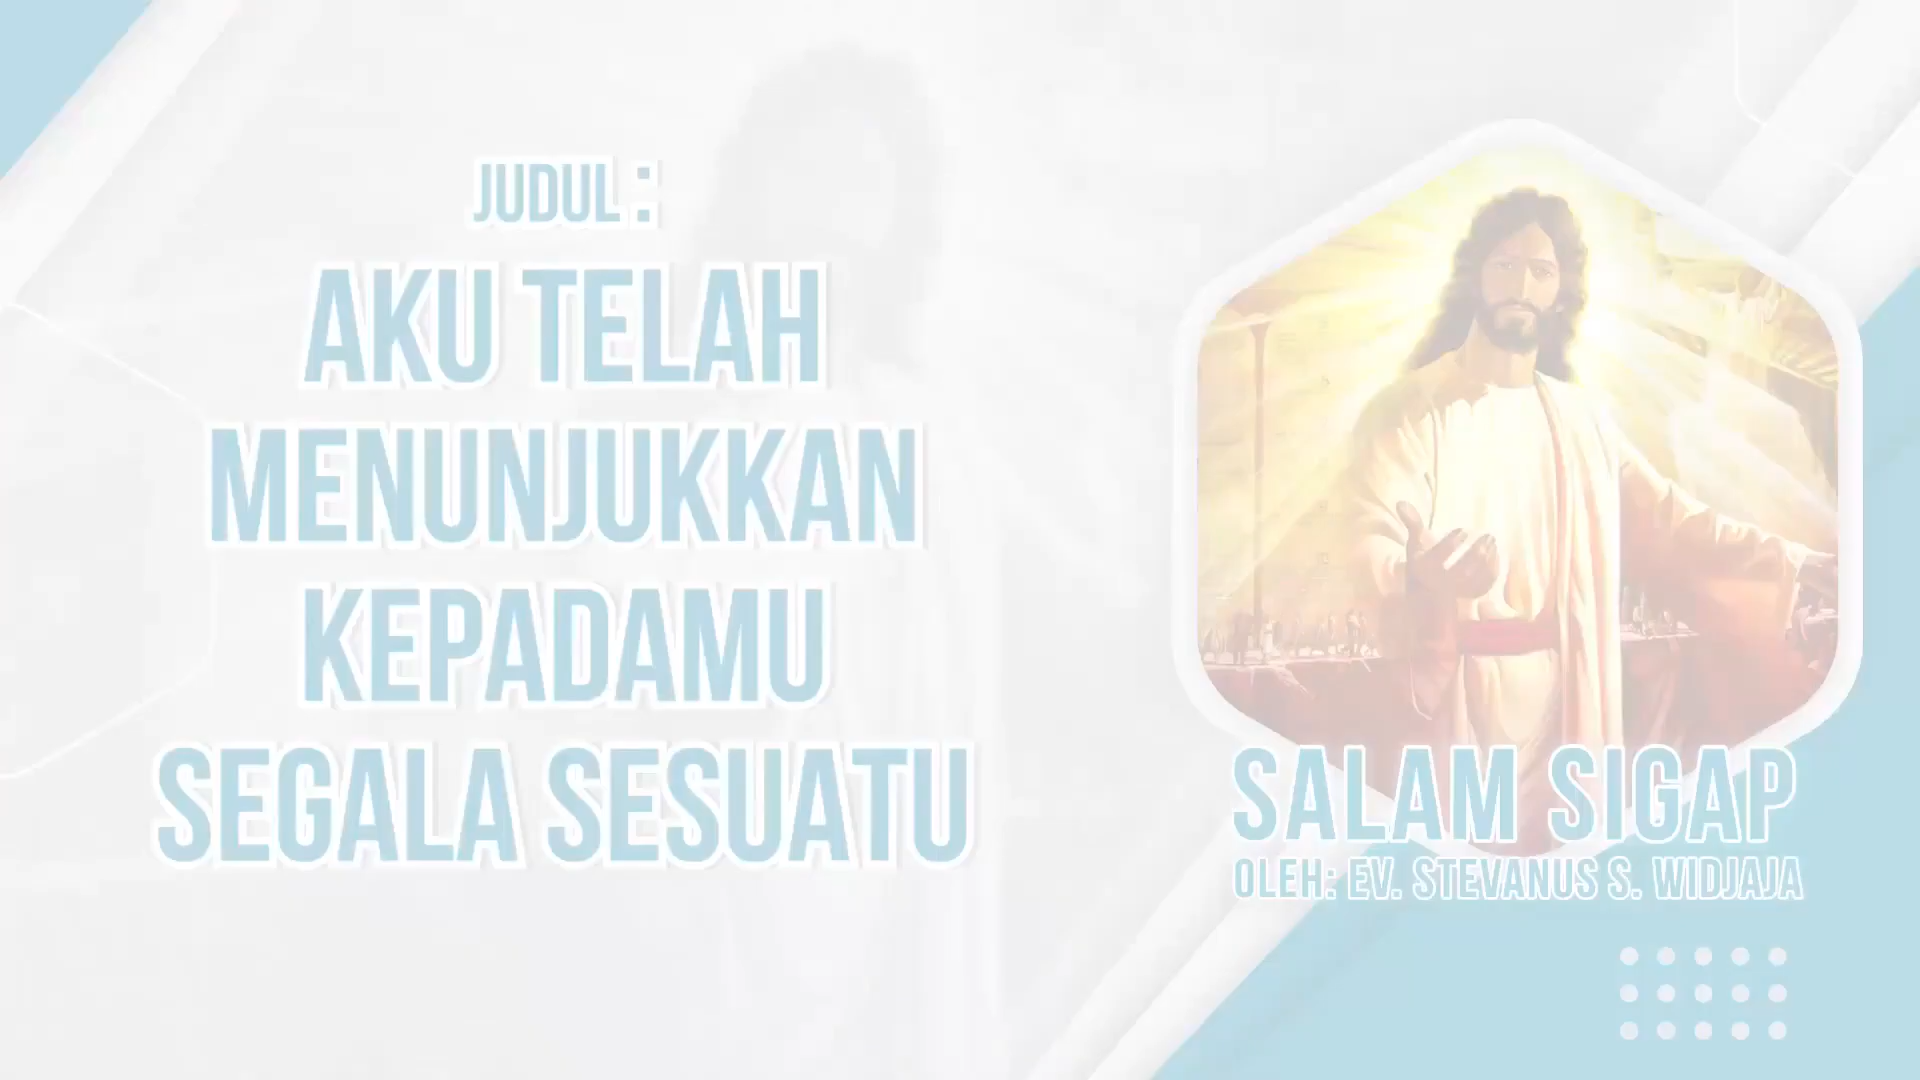 JUDUL :
AKU TELAH
MENUNJUKKAN
KEPADAMU
SEGALA SESUATU
SALAM SIGAP
OLEH: EV. STEVANUS S. WIDJAJA